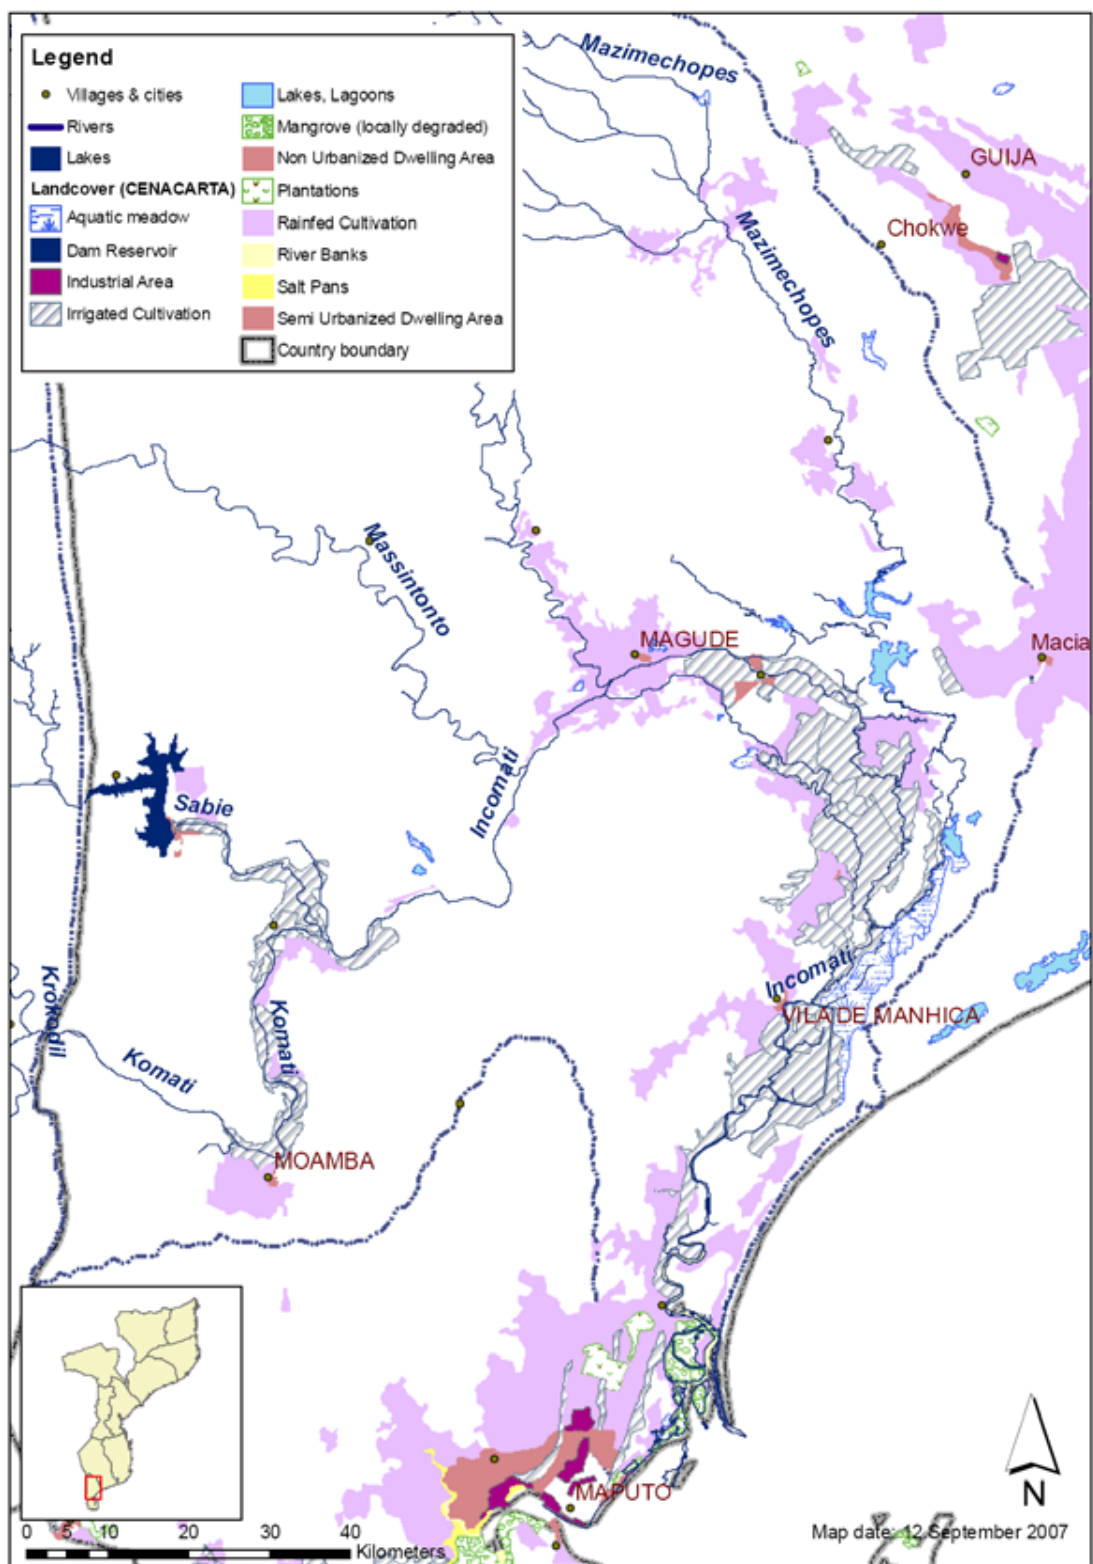 Legend
Villages & cities
Rivers
Lakes
Landcover (CENACARTA)
Aquatic meadow
Dam Reservoir
Industrial Area
Irrigated Cultivation
Lakes, Lagoons
Mangrove (locally degraded)
Non Urbanized Dwelling Area
Plantations
Rainfed Cultivation
River Banks
Salt Pans
Semi Urbanized Dwelling Area
Country boundary
Mazimechopes
GUIJA
Mazimechopes
Chokwe
Massintonto
MAGUDE
Macia
Incomati
Sabie
Incomati
Krokodil
Komati
VILA DE MANHICA
Komati
MOAMBA
MAPUTO
N
0 5 10 20 30 40
Kilometers
Map date: 12 September 2007